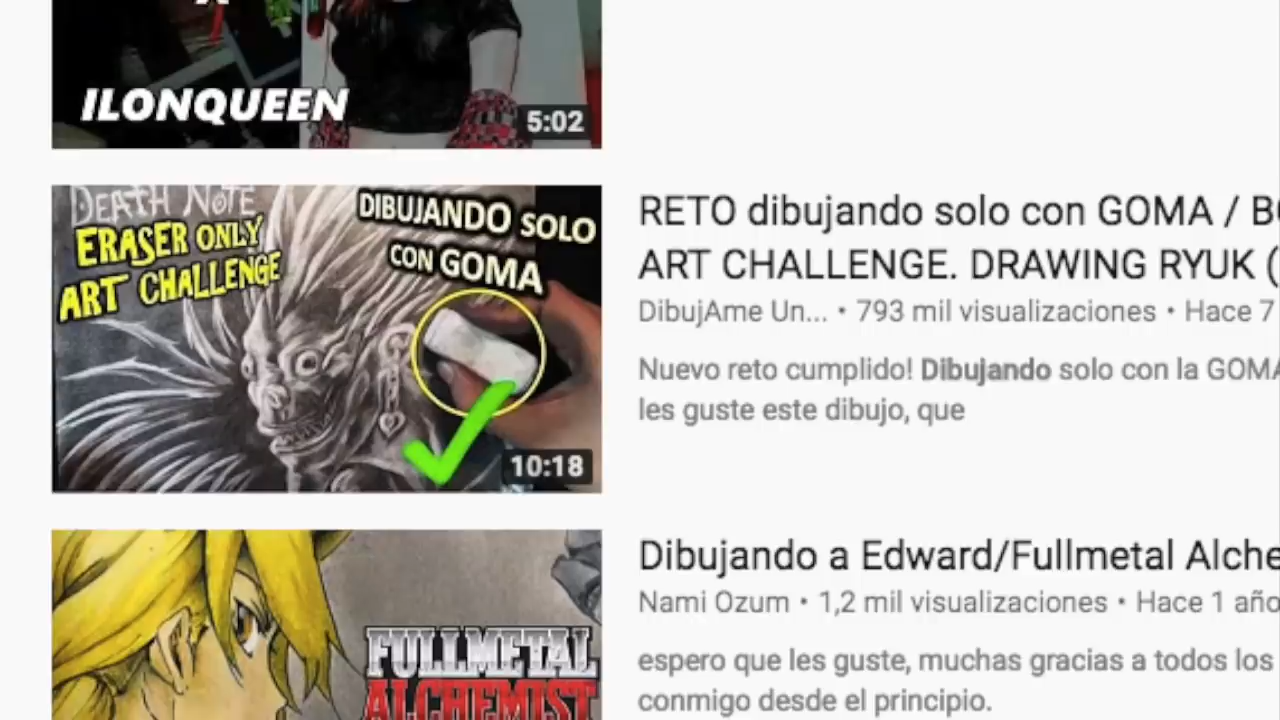 ILONQUEEN
5:02
DEATH NOTE
ERASER ONLY
ART CHALLENGE
DIBUJANDO SOLO
CON GOMA
10:18
RETO dibujando solo con GOMA /
ART CHALLENGE. DRAWING RYUK (
DibujAme Un... • 793 mil visualizaciones • Hace 7
Nuevo reto cumplido! Dibujando solo con la GOMA
les guste este dibujo, que
FULLMETAL
ALCHEMIST
Dibujando a Edward/Fullmetal Alche
Nami Ozum • 1,2 mil visualizaciones • Hace 1 año
espero que les guste, muchas gracias a todos los
conmigo desde el principio.